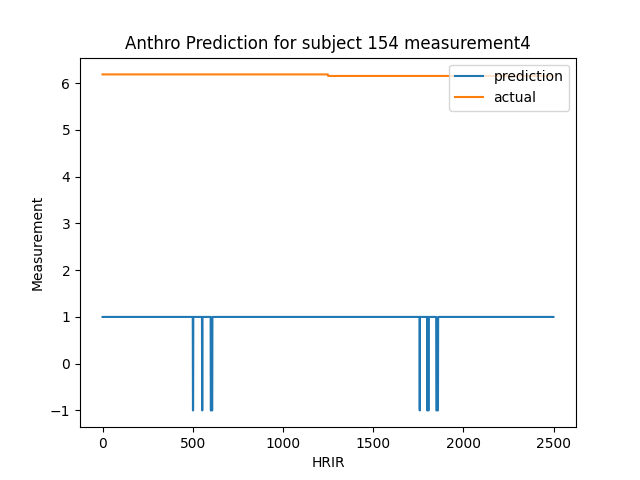 Anthro Prediction for subject 154 measurement4
prediction
actual
Measurement
6
5
4
3
2
1
0
−1
0 500 1000 1500 2000 2500
HRIR